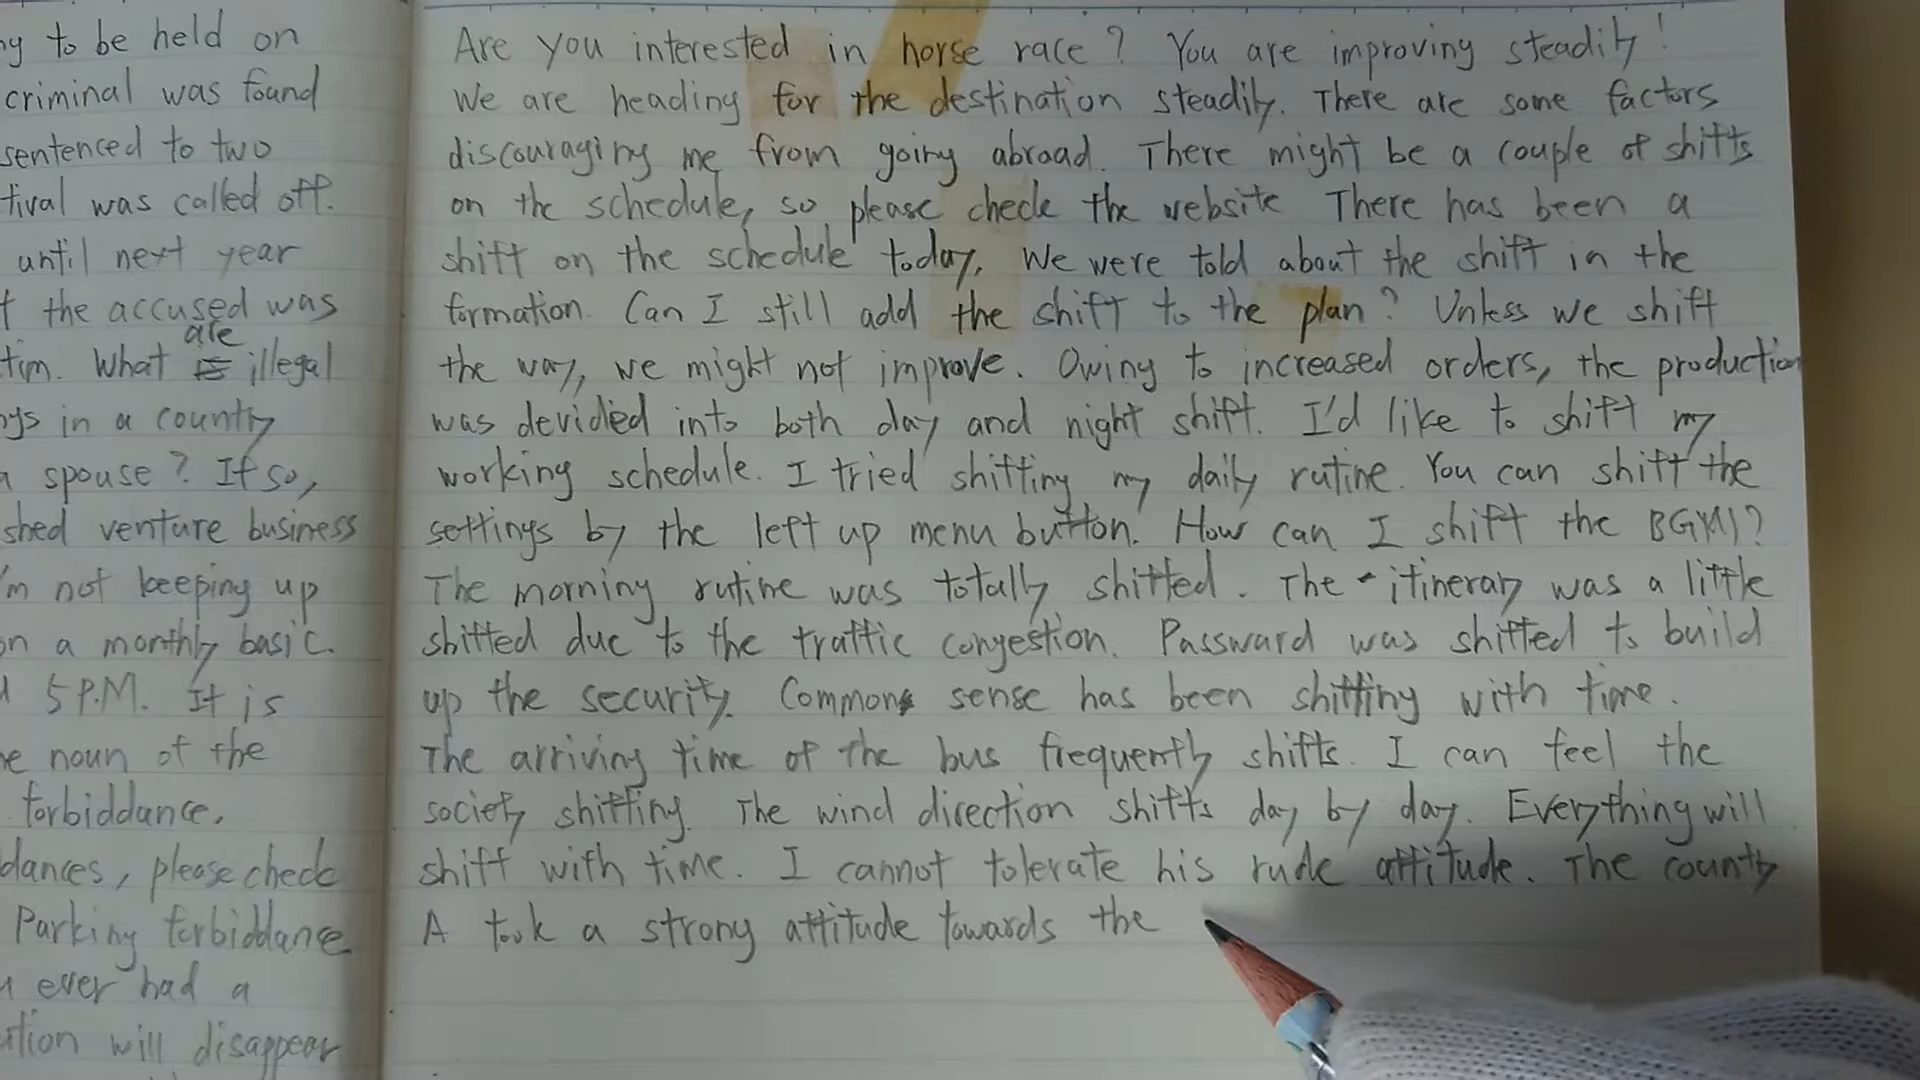 ny to be held on
criminal was found
sentenced to two
tival was called off.
until next year
t the accused was
are
tim. What illegal
ys in a county
a spouse? If so,
shed venture business
I'm not keeping up
on a monthly basic.
5 P.M. It is
he noun of the
forbiddance.
dances, please check
Parking forbiddance
ever had a
ution will disappear
Are you interested in horse race? You are improving steadily!
We are heading for the destination steadily. There are some factors
discouraging me from going abroad. There might be a couple of shifts
on the schedule, so please check the website There has been a
shift on the schedule today. We were told about the shift in the
formation. Can I still add the shift to the plan? Unless we shift
the way, we might not improve. Owing to increased orders, the production
was devided into both day and night shift. I'd like to shift my
working schedule. I tried shifting my daily rutine. You can shift the
settings by the left up menu button. How can I shift the BGM?
The morning rutine was totally shifted. The itinerary was a little
shifted due to the traffic congestion. Passward was shifted to build
up the security. Common sense has been shifting with time.
The arriving time of the bus frequently shifts. I can feel the
society shifting. The wind direction shifts day by day. Everything will
shift with time. I cannot tolerate his rude attitude. The county
A took a strong attitude towards the